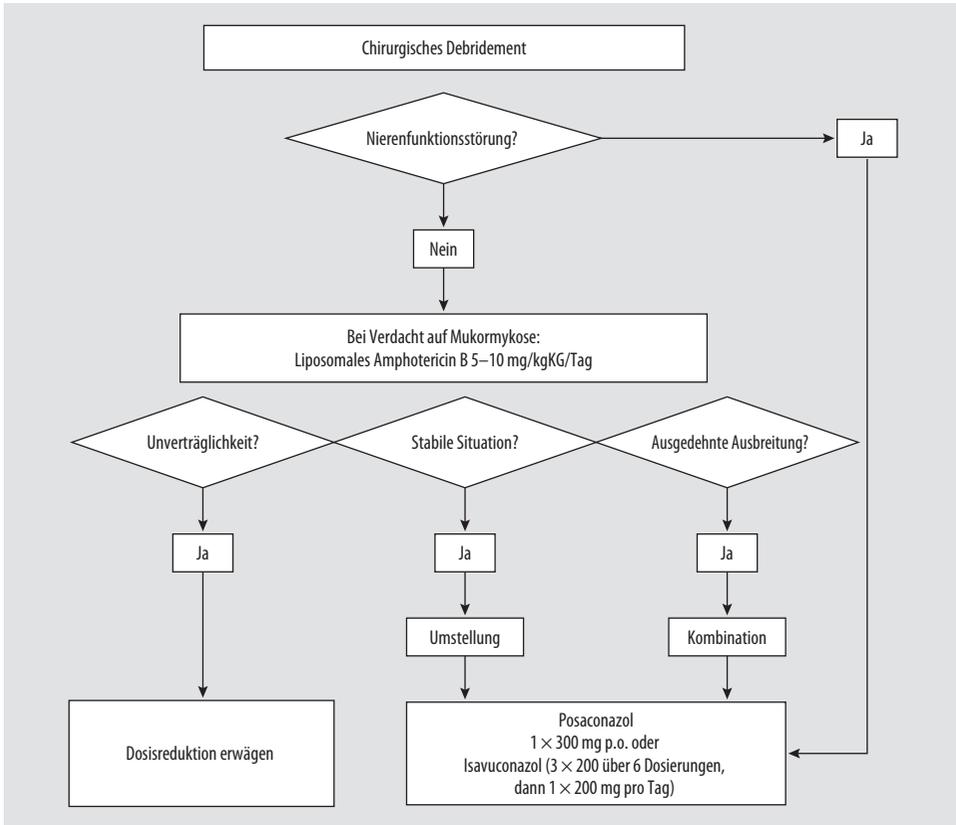 Chirurgisches Debridement
Nierenfunktionsstörung?
Ja
Nein
Bei Verdacht auf Mukormykose:
Liposomales Amphotericin B 5–10 mg/kgKG/Tag
Unverträglichkeit?
Stabile Situation?
Ausgedehnte Ausbreitung?
Ja
Ja
Ja
Umstellung
Kombination
Dosisreduktion erwägen
Posaconazol
1 × 300 mg p.o. oder
Isavuconazol (3 × 200 über 6 Dosierungen,
dann 1 × 200 mg pro Tag)